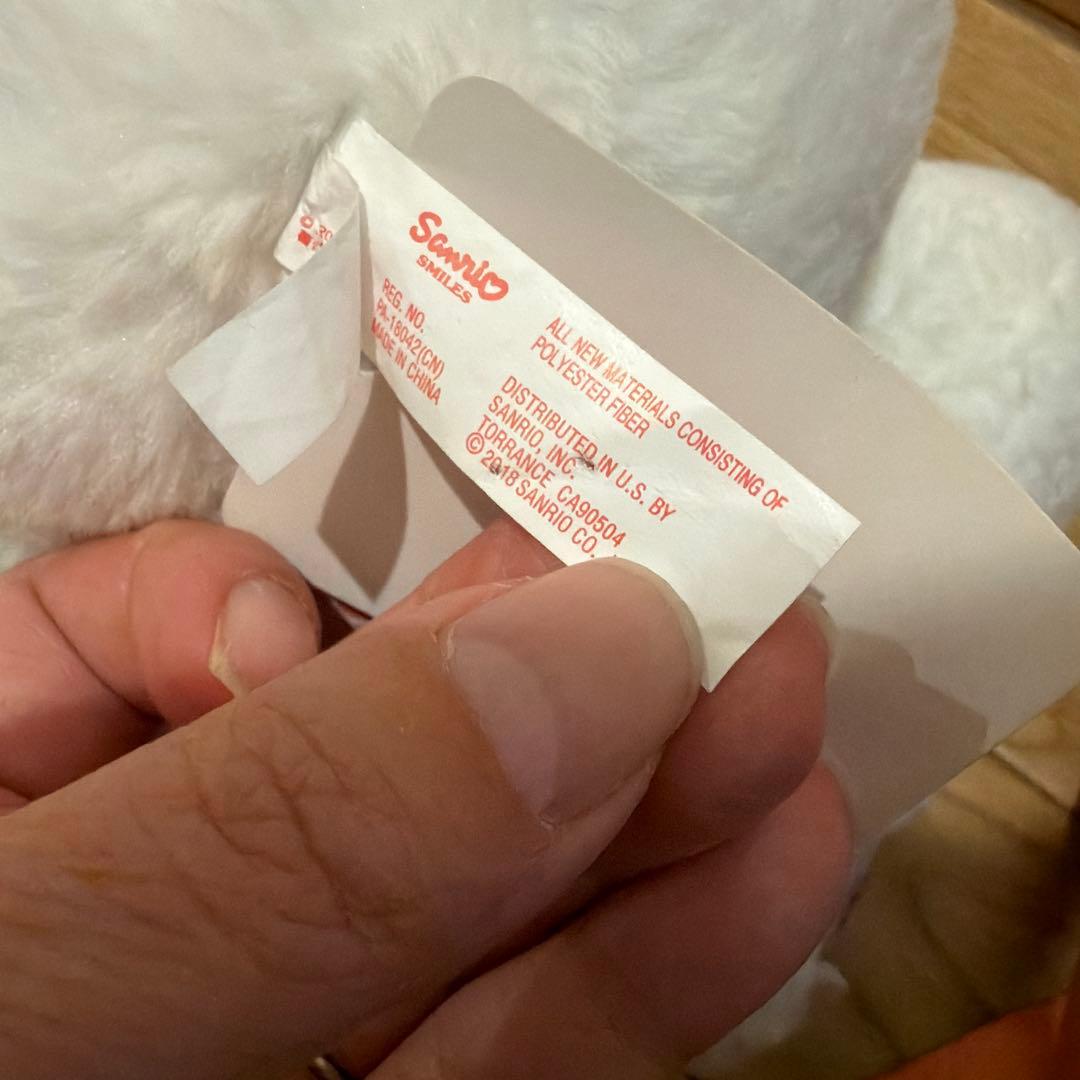 Sanrio
SMILES
REG. NO.
PA-16042(CN)
MADE IN CHINA
ALL NEW MATERIALS CONSISTING OF
POLYESTER FIBER
DISTRIBUTED IN U.S. BY
SANRIO, INC.
TORRANCE CA90504
© 2018 SANRIO CO.